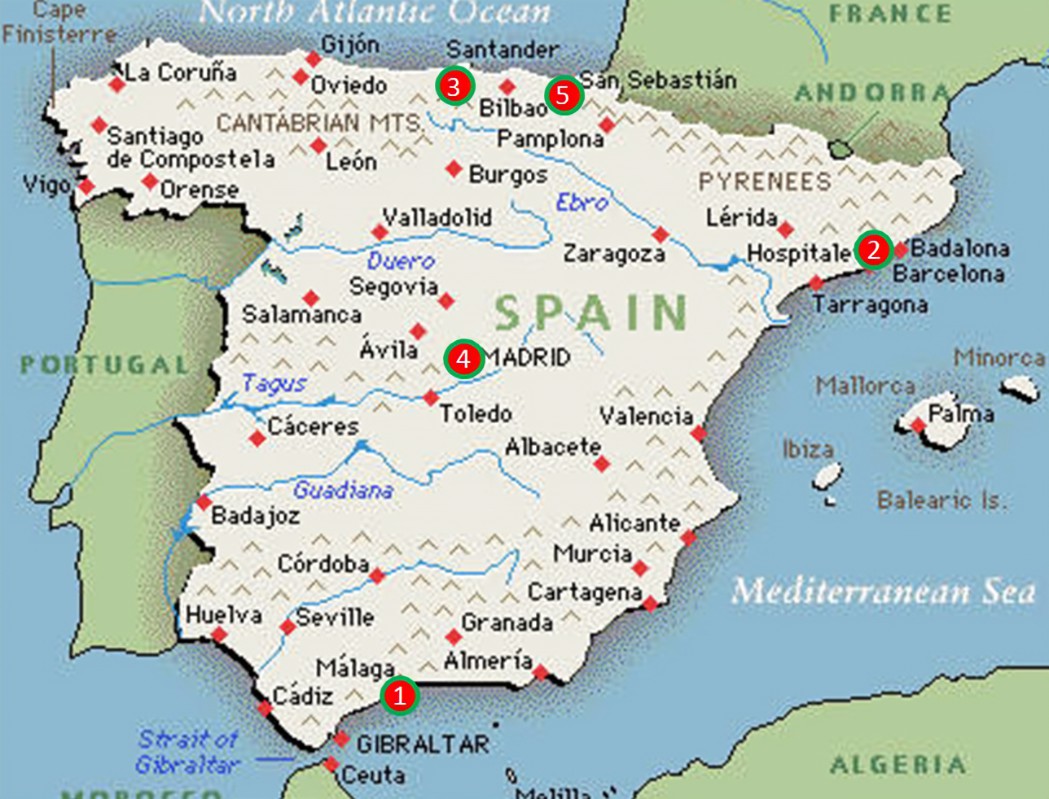 North Atlantic Ocean
Cape
Finisterre
FRANCE
Gijón
Santander
La Coruña
Oviedo
3
5
San Sebastián
Bilbao
ANDORRA
CANTABRIAN MTS.
Santiago
de Compostela
León
Pamplona
Vigo
Orense
Burgos
PYRENEES
Ebro
Valladolid
Lérida
Zaragoza
Hospitale
2
Badalona
Barcelona
Duero
Segovia
Salamanca
SPAIN
Tarragona
Ávila
4
MADRID
PORTUGAL
Minorca
Mallorca
Tagus
Toledo
Valencia
Palma
Cáceres
Albacete
Ibiza
Guadiana
Balearic Is.
Badajoz
Alicante
Córdoba
Murcia
Cartagena
Mediterranean Sea
Huelva
Seville
Granada
Málaga
Almería
1
Cádiz
Strait of
Gibraltar
GIBRALTAR
Ceuta
ALGERIA
MOROCCO
Melilla